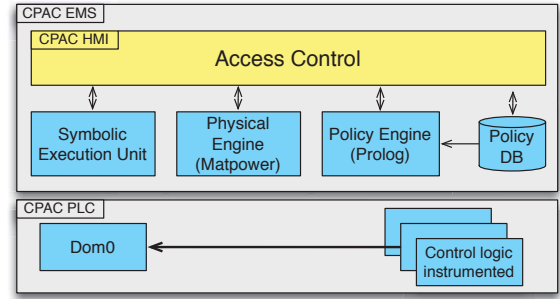 CPAC EMS
CPAC HMI
Access Control
Symbolic
Execution Unit
Physical
Engine
(Matpower)
Policy Engine
(Prolog)
Policy
DB
CPAC PLC
Dom0
Control logic
instrumented